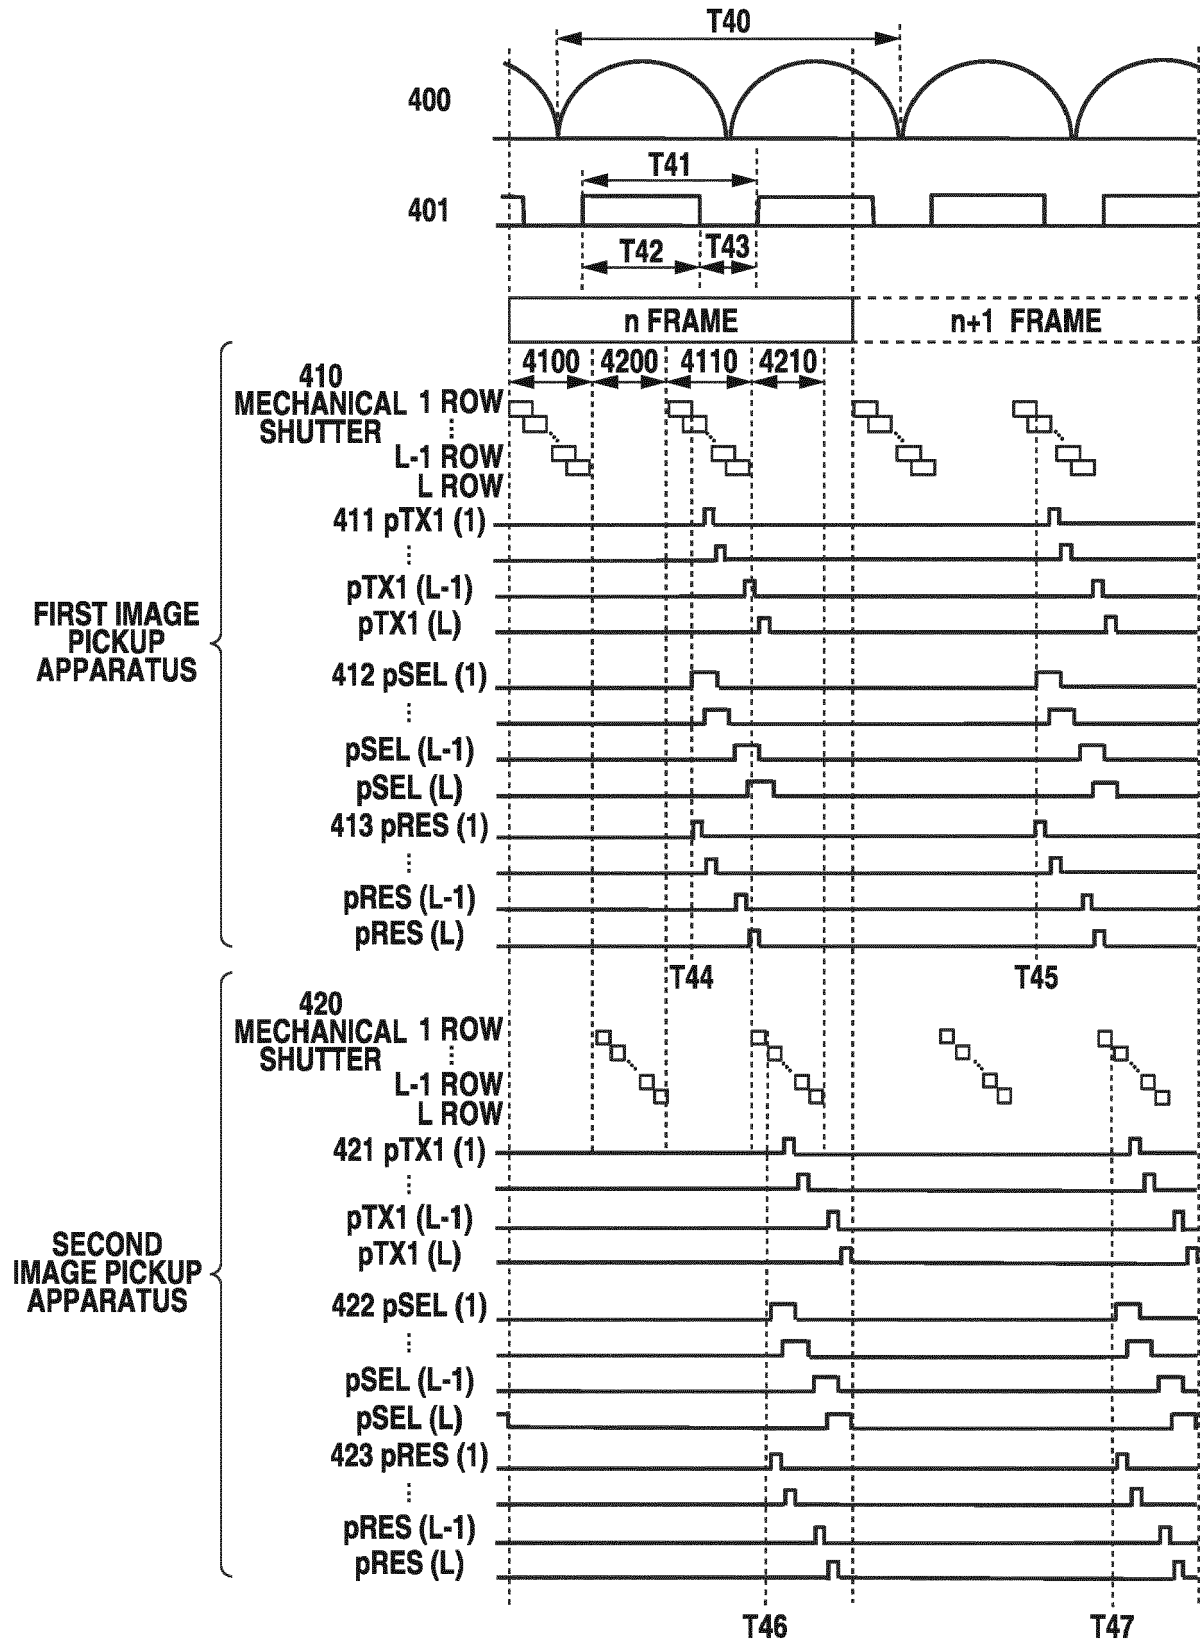 T40
400
T41
401
T42 T43
n FRAME
n+1 FRAME
4100 4200 4110 4210
410
MECHANICAL
SHUTTER
1 ROW
L-1 ROW
L ROW
411 pTX1 (1)
pTX1 (L-1)
pTX1 (L)
FIRST IMAGE
PICKUP
APPARATUS
412 pSEL (1)
pSEL (L-1)
pSEL (L)
413 pRES (1)
pRES (L-1)
pRES (L)
T44
T45
420
MECHANICAL
SHUTTER
1 ROW
L-1 ROW
L ROW
421 pTX1 (1)
pTX1 (L-1)
pTX1 (L)
SECOND
IMAGE PICKUP
APPARATUS
422 pSEL (1)
pSEL (L-1)
pSEL (L)
423 pRES (1)
pRES (L-1)
pRES (L)
T46
T47